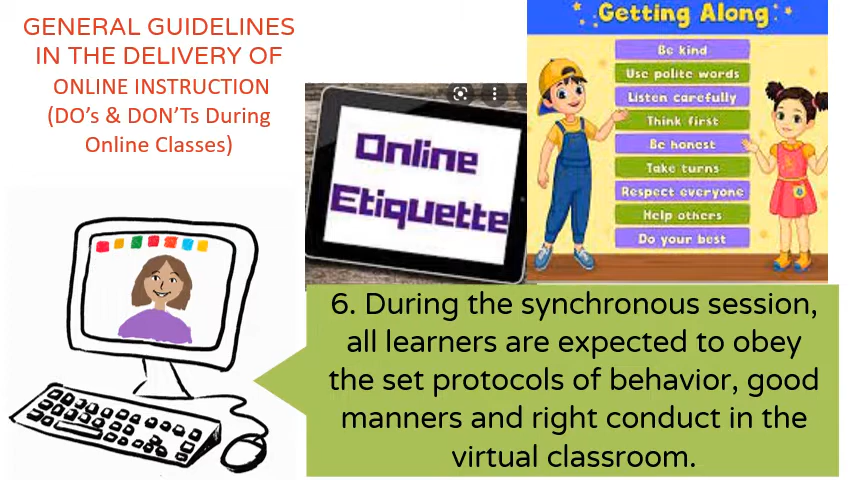 GENERAL GUIDELINES
IN THE DELIVERY OF
ONLINE INSTRUCTION
(DO's & DON'Ts During
Online Classes)
Online
Etiquette
Getting Along
Be kind
Use polite words
Listen carefully
Think first
Be honest
Take turns
Respect everyone
Help others
Do your best
6. During the synchronous session,
all learners are expected to obey
the set protocols of behavior, good
manners and right conduct in the
virtual classroom.